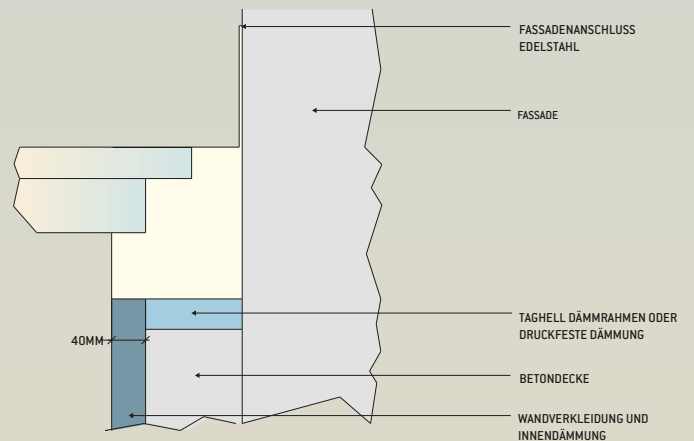 FASSADENANSCHLUSS
EDELSTAHL
FASSADE
TAGHELL DÄMMRAHMEN ODER
DRUCKFESTE DÄMMUNG
40MM
BETONDECKE
WANDVERKLEIDUNG UND
INNENDÄMMUNG